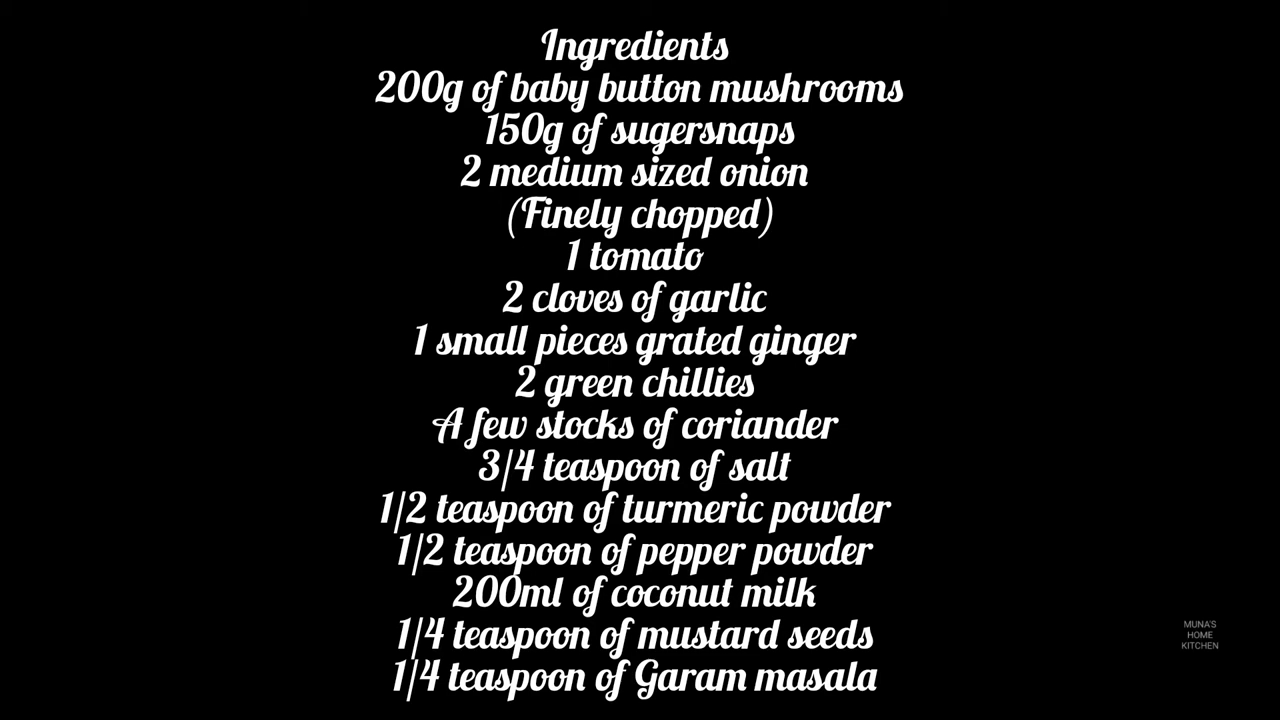 Ingredients
200g of baby button mushrooms
150g of sugersnaps
2 medium sized onion
(Finely chopped)
1 tomato
2 cloves of garlic
1 small pieces grated ginger
2 green chillies
A few stocks of coriander
3/4 teaspoon of salt
1/2 teaspoon of turmeric powder
1/2 teaspoon of pepper powder
200ml of coconut milk
1/4 teaspoon of mustard seeds
1/4 teaspoon of Garam masala
MUNA'S
HOME
KITCHEN